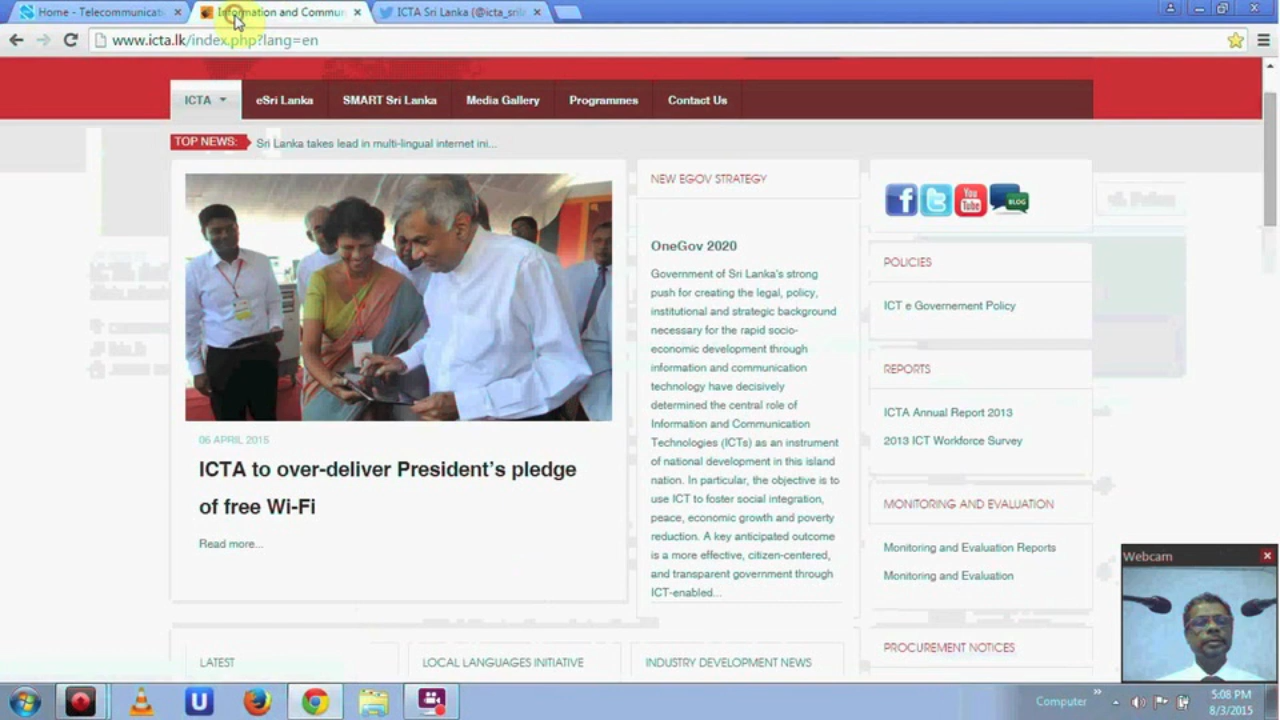 Home - Telecommunicati
Information and Commun
ICTA Sri Lanka (@icta_srila
www.icta.lk/index.php?lang=en
ICTA
eSri Lanka
SMART Sri Lanka
Media Gallery
Programmes
Contact Us
TOP NEWS:
Sri Lanka takes lead in multi-lingual internet ini...
06 APRIL 2015
ICTA to over-deliver President's pledge
of free Wi-Fi
Read more...
NEW EGOV STRATEGY
OneGov 2020
Government of Sri Lanka's strong
push for creating the legal, policy,
institutional and strategic background
necessary for the rapid socio-
economic development through
information and communication
technology have decisively
determined the central role of
Information and Communication
Technologies (ICTs) as an instrument
of national development in this island
nation. In particular, the objective is to
use ICT to foster social integration,
peace, economic growth and poverty
reduction. A key anticipated outcome
is a more effective, citizen-centered,
and transparent government through
ICT-enabled...
You
Tube
BLOG
POLICIES
ICT e Governement Policy
REPORTS
ICTA Annual Report 2013
2013 ICT Workforce Survey
MONITORING AND EVALUATION
Monitoring and Evaluation Reports
Monitoring and Evaluation
PROCUREMENT NOTICES
LATEST
LOCAL LANGUAGES INITIATIVE
INDUSTRY DEVELOPMENT NEWS
Webcam
Computer
5:08 PM
8/3/2015